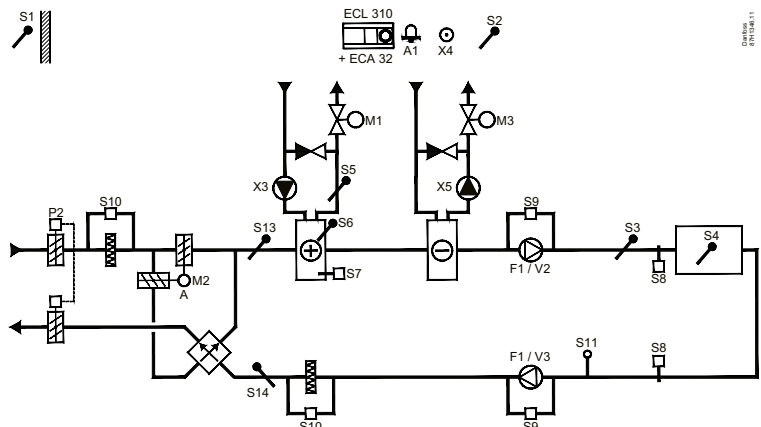 S1
ECL 310
S2
+ ECA 32
A1
X4
Danfoss
87H1346.11
M1
M3
S5
X3
X5
P2
S10
S6
S9
S13
S3
S4
S7
M2
A
F1 / V2
S8
F1 / V3
S11
S8
S14
S10
S9